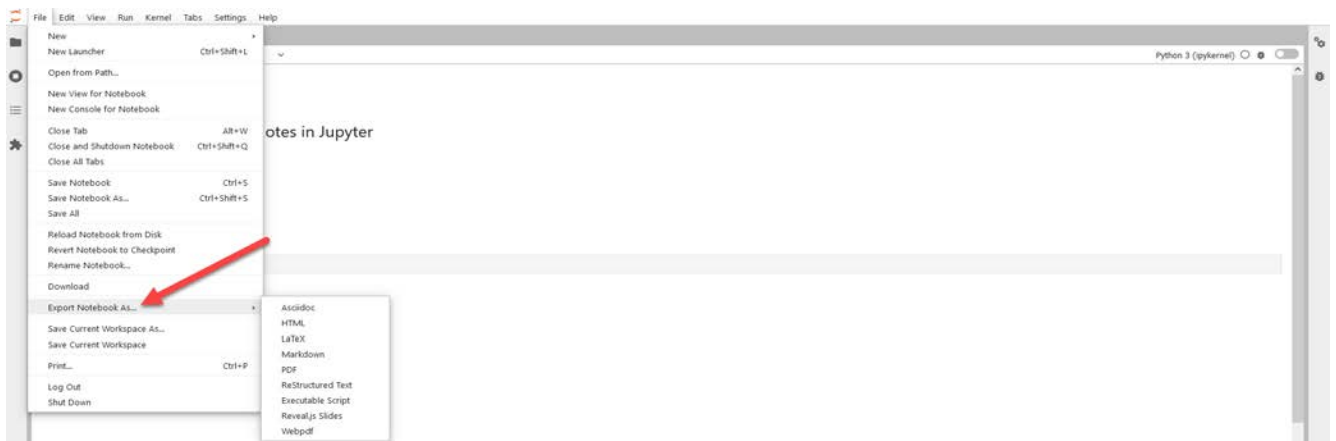 File Edit View Run Kernel Tabs Settings Help
New
New Launcher Ctrl+Shift+L
Open from Path...
New View for Notebook
New Console for Notebook
Close Tab Alt+W
Close and Shutdown Notebook Ctrl+Shift+Q
Close All Tabs
Save Notebook Ctrl+S
Save Notebook As... Ctrl+Shift+S
Save All
Reload Notebook from Disk
Revert Notebook to Checkpoint
Rename Notebook...
Download
Export Notebook As...
Save Current Workspace As...
Save Current Workspace
Print... Ctrl+P
Log Out
Shut Down
Asciidoc
HTML
LaTeX
Markdown
PDF
ReStructured Text
Executable Script
Reveal.js Slides
Webpdf
Python 3 (ipykernel)
otes in Jupyter